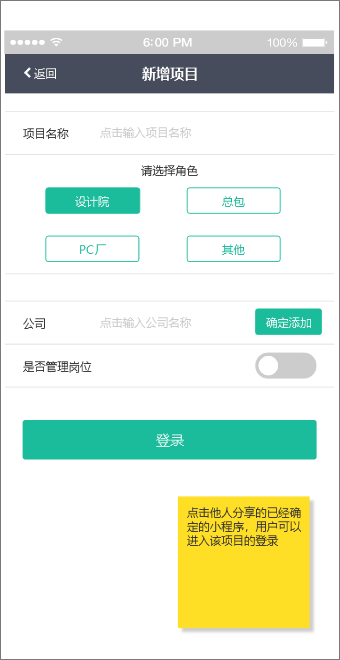 6:00 PM 100%
返回 新增项目
项目名称 点击输入项目名称
请选择角色
设计院 总包
PC厂 其他
公司 点击输入公司名称 确定添加
是否管理岗位
登录
点击他人分享的已经确
定的小程序，用户可以
进入该项目的登录